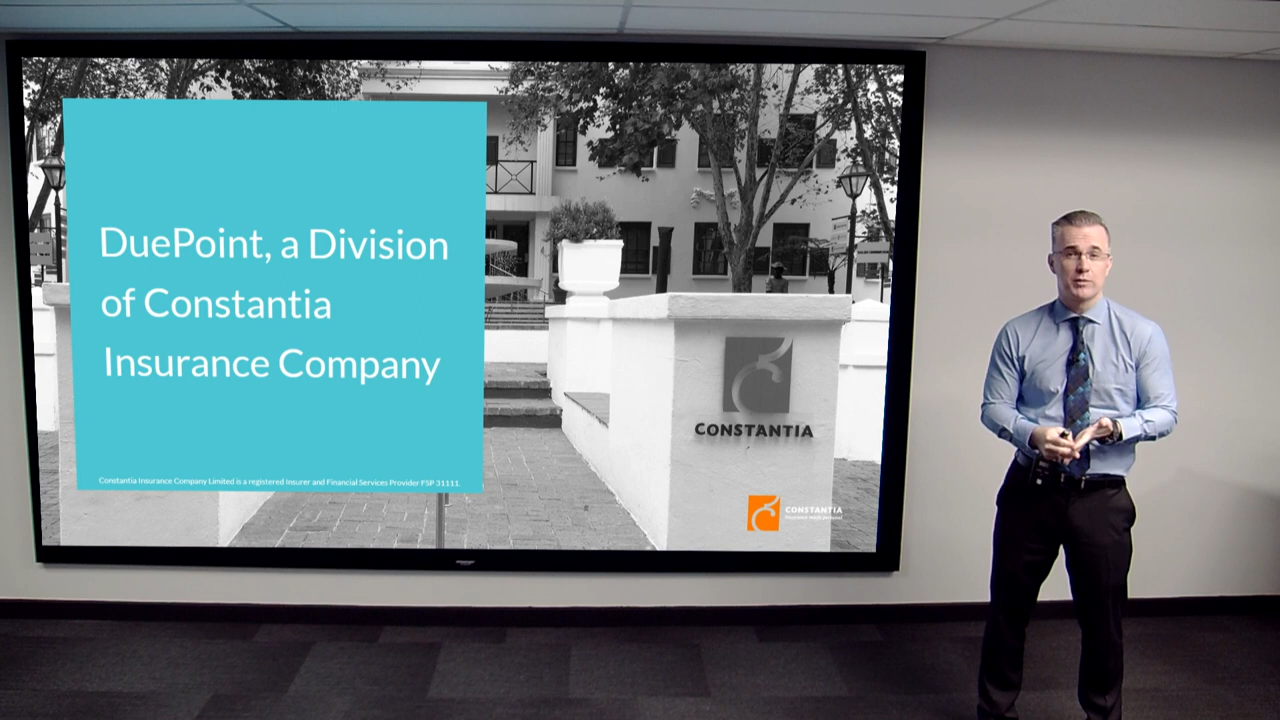 DuePoint, a Division
of Constantia
Insurance Company
Constantia Insurance Company Limited is a registered Insurer and Financial Services Provider FSP 31111.
CONSTANTIA
CONSTANTIA